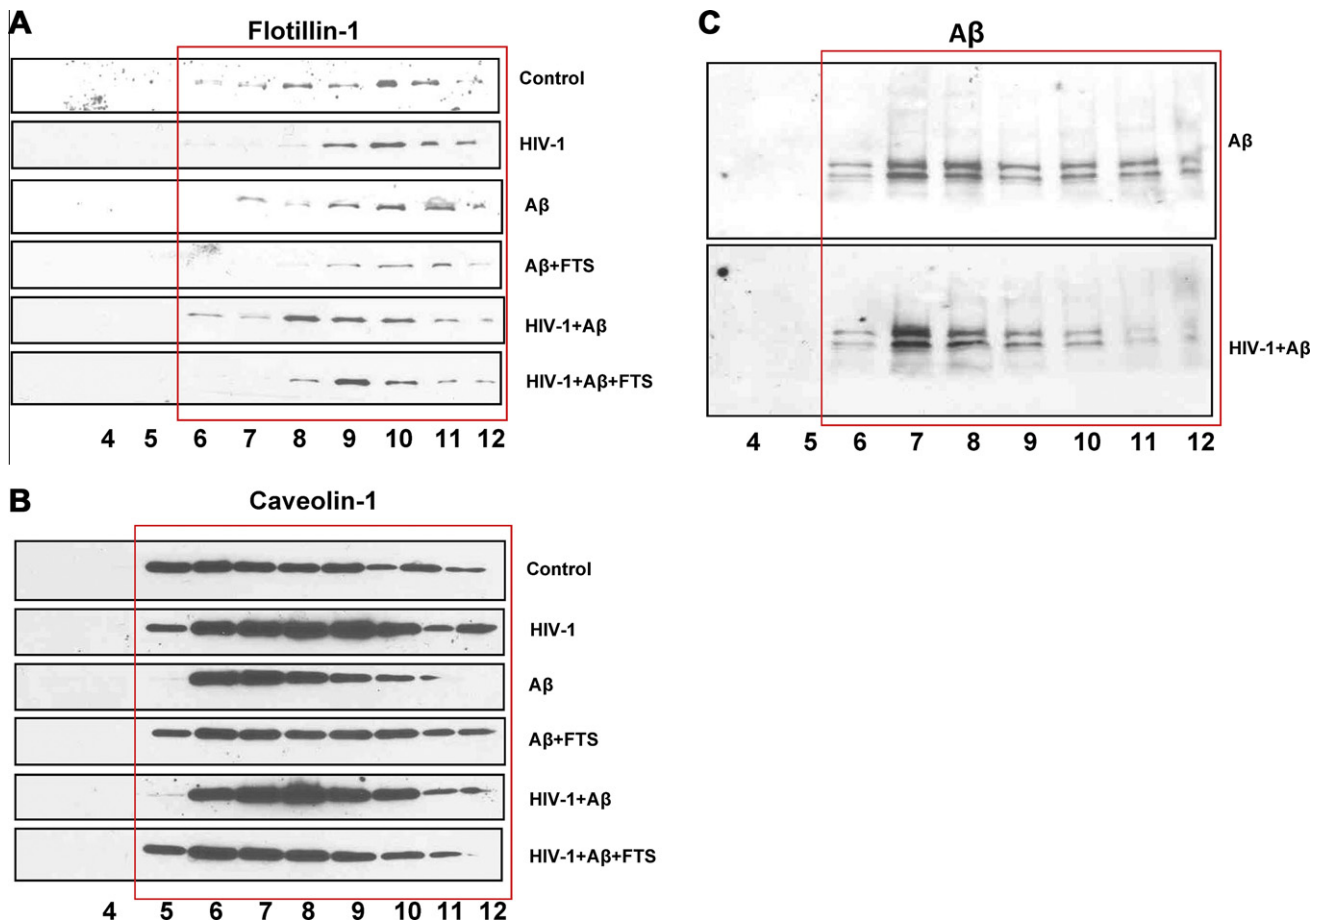 A
Flotillin-1
Control
HIV-1
Aβ
Aβ+FTS
HIV-1+Aβ
HIV-1+Aβ+FTS
4 5 6 7 8 9 10 11 12
C
Aβ
Aβ
HIV-1+Aβ
4 5 6 7 8 9 10 11 12
B
Caveolin-1
Control
HIV-1
Aβ
Aβ+FTS
HIV-1+Aβ
HIV-1+Aβ+FTS
4 5 6 7 8 9 10 11 12